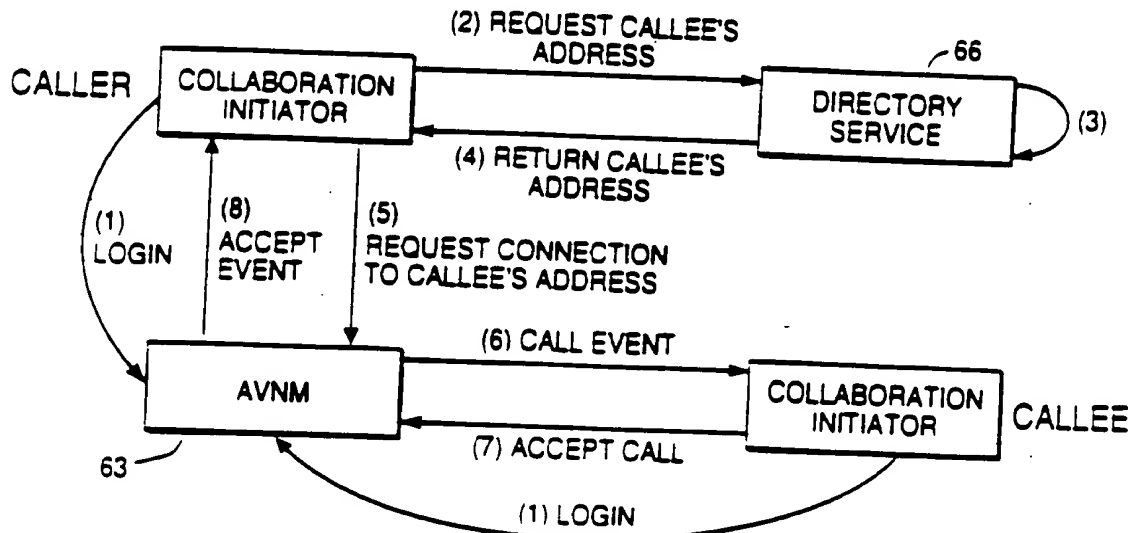 (2) REQUEST CALLEE'S
ADDRESS
66
CALLER
COLLABORATION
INITIATOR
DIRECTORY
SERVICE
(3)
(4) RETURN CALLEE'S
ADDRESS
(1)
LOGIN
(8)
ACCEPT
EVENT
(5)
REQUEST CONNECTION
TO CALLEE'S ADDRESS
(6) CALL EVENT
AVNM
COLLABORATION
INITIATOR
CALLEE
(7) ACCEPT CALL
63
(1) LOGIN